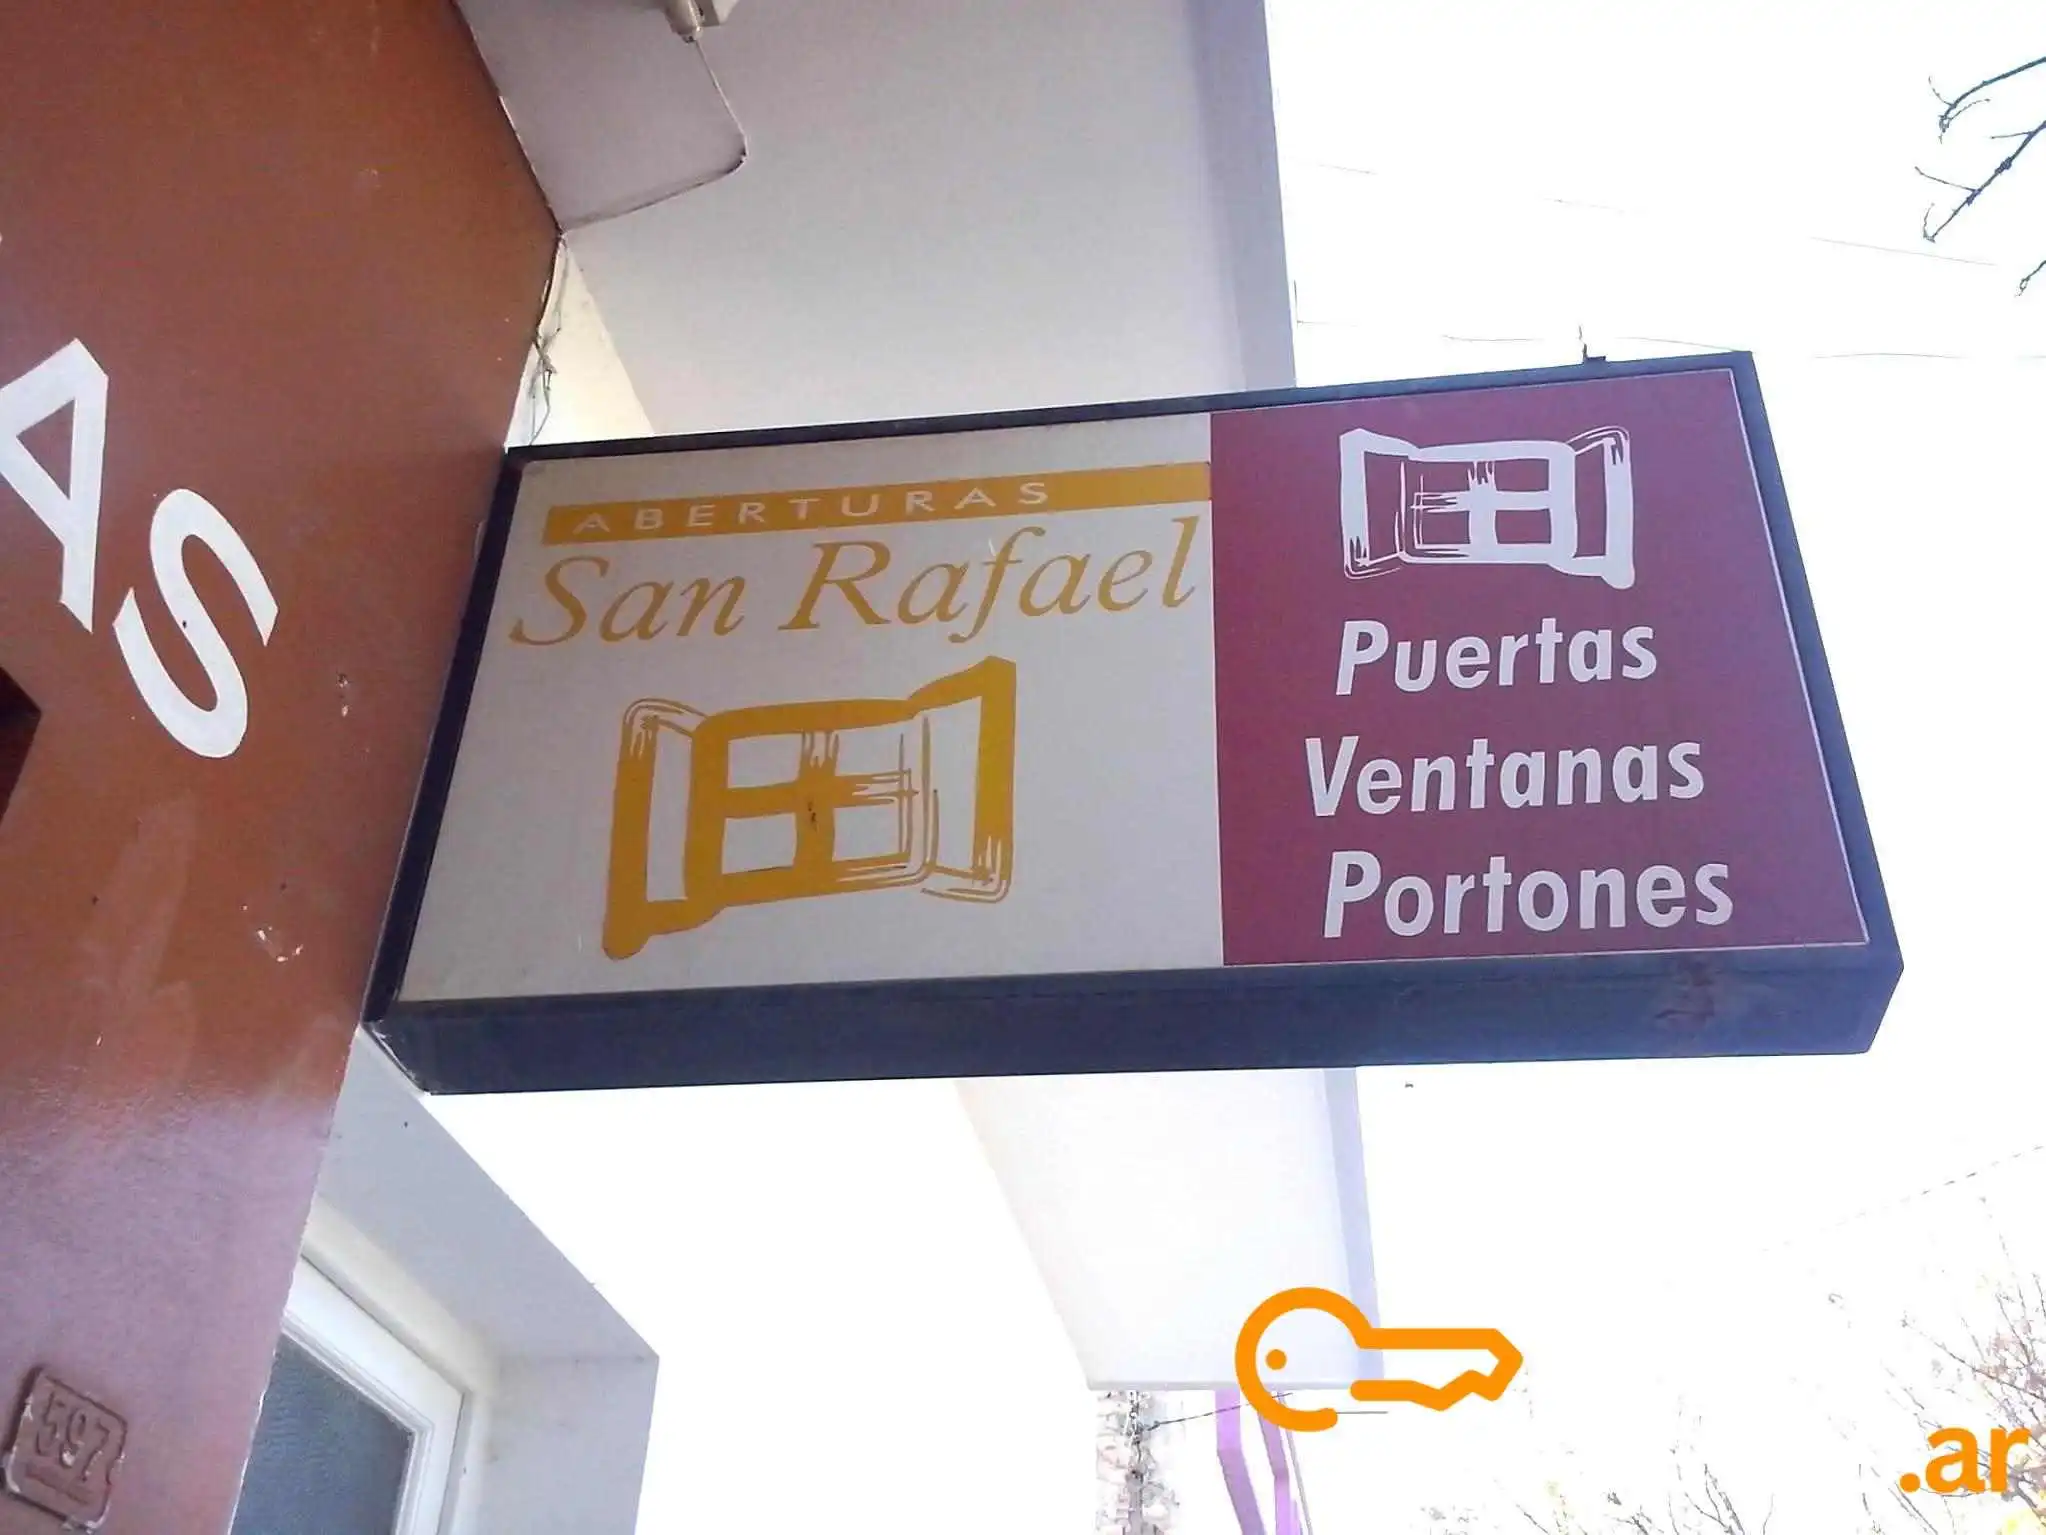 AS
ABERTURAS
San Rafael
Puertas
Ventanas
Portones
597
.ar